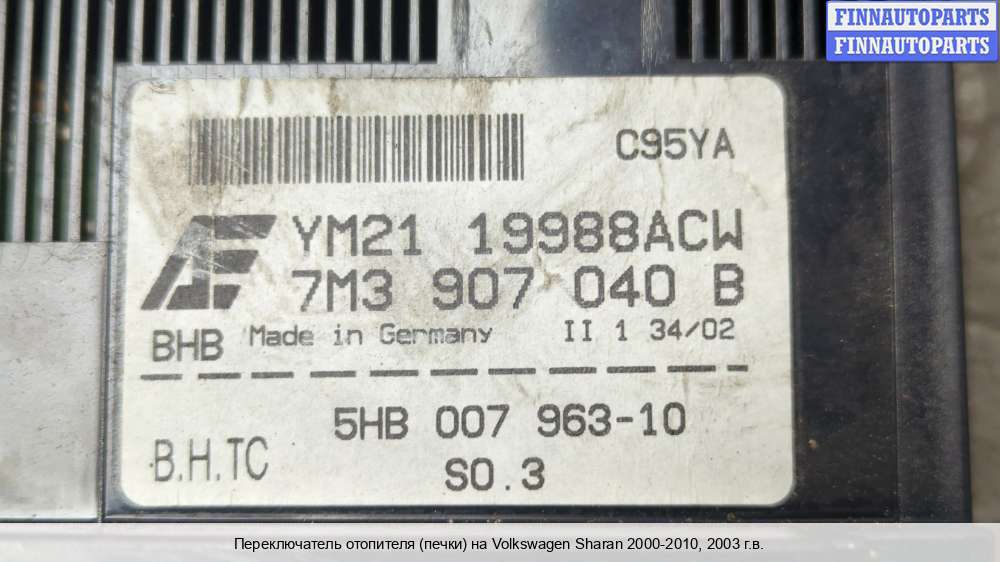 FINNAUTOPARTS
FINNAUTOPARTS
C95YA
YM21 19988ACW
7M3 907 040 B
BHB Made in Germany II 1 34/02
5HB 007 963-10
B.H.TC
SO.3
Переключатель отопителя (печки) на Volkswagen Sharan 2000-2010, 2003 г.в.